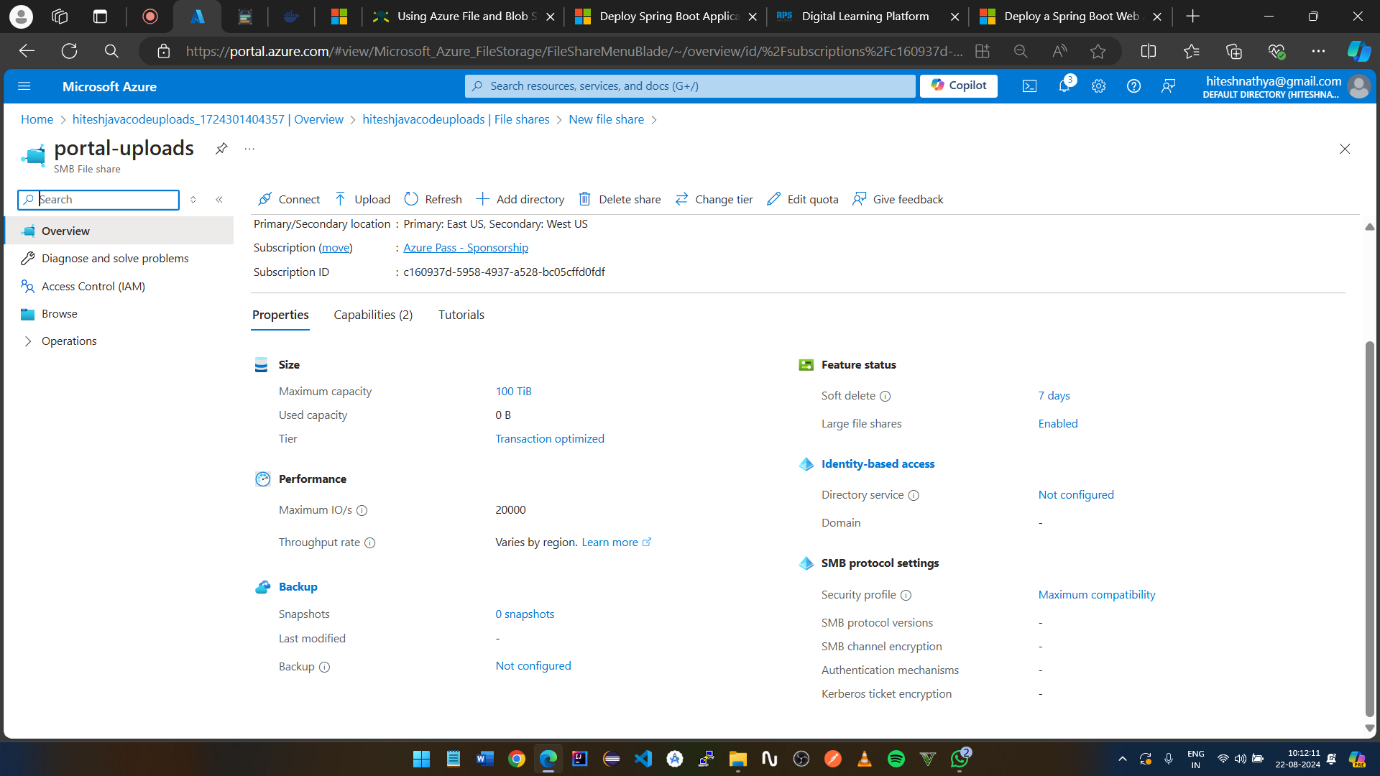 Using Azure File and Blob S
Deploy Spring Boot Applica
RPS Digital Learning Platform
Deploy a Spring Boot Web
https://portal.azure.com/#view/Microsoft_Azure_FileStorage/FileShareMenuBlade/~/overview/id/%2Fsubscriptions%2Fc160937d-...
Microsoft Azure
Search resources, services, and docs (G+/)
Copilot
3
hiteshnathya@gmail.com
DEFAULT DIRECTORY (HITESHNA...
Home > hiteshjavacodeuploads_1724301404357 | Overview > hiteshjavacodeuploads | File shares > New file share >
portal-uploads
SMB File share
Search
Connect Upload Refresh Add directory Delete share Change tier Edit quota Give feedback
Overview
Diagnose and solve problems
Access Control (IAM)
Browse
Operations
Primary/Secondary location : Primary: East US, Secondary: West US
Subscription (move) : Azure Pass - Sponsorship
Subscription ID : c160937d-5958-4937-a528-bc05cffd0fdf
Properties Capabilities (2) Tutorials
Size
Maximum capacity 100 TiB
Used capacity 0 B
Tier Transaction optimized
Performance
Maximum IO/s 20000
Throughput rate Varies by region. Learn more
Backup
Snapshots 0 snapshots
Last modified -
Backup Not configured
Feature status
Soft delete 7 days
Large file shares Enabled
Identity-based access
Directory service Not configured
Domain -
SMB protocol settings
Security profile Maximum compatibility
SMB protocol versions -
SMB channel encryption -
Authentication mechanisms -
Kerberos ticket encryption -
2
ENG
IN
10:12:11
22-08-2024